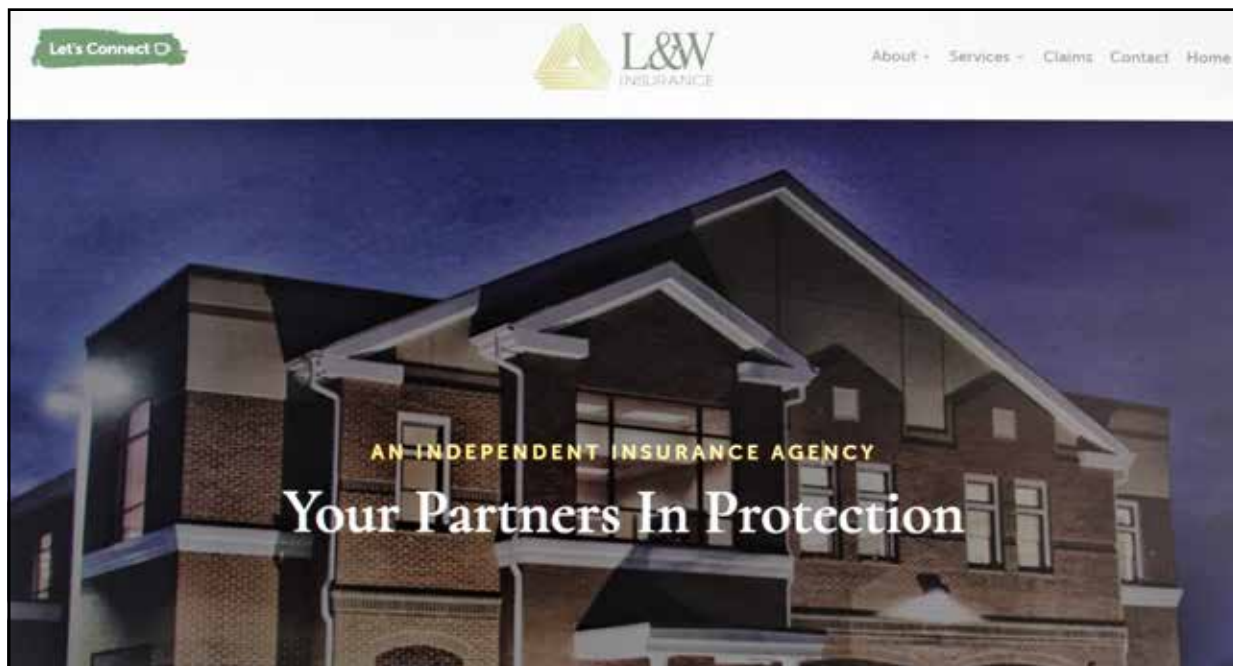 Let's Connect
L&W
INSURANCE
About Services Claims Contact Home
AN INDEPENDENT INSURANCE AGENCY
Your Partners In Protection